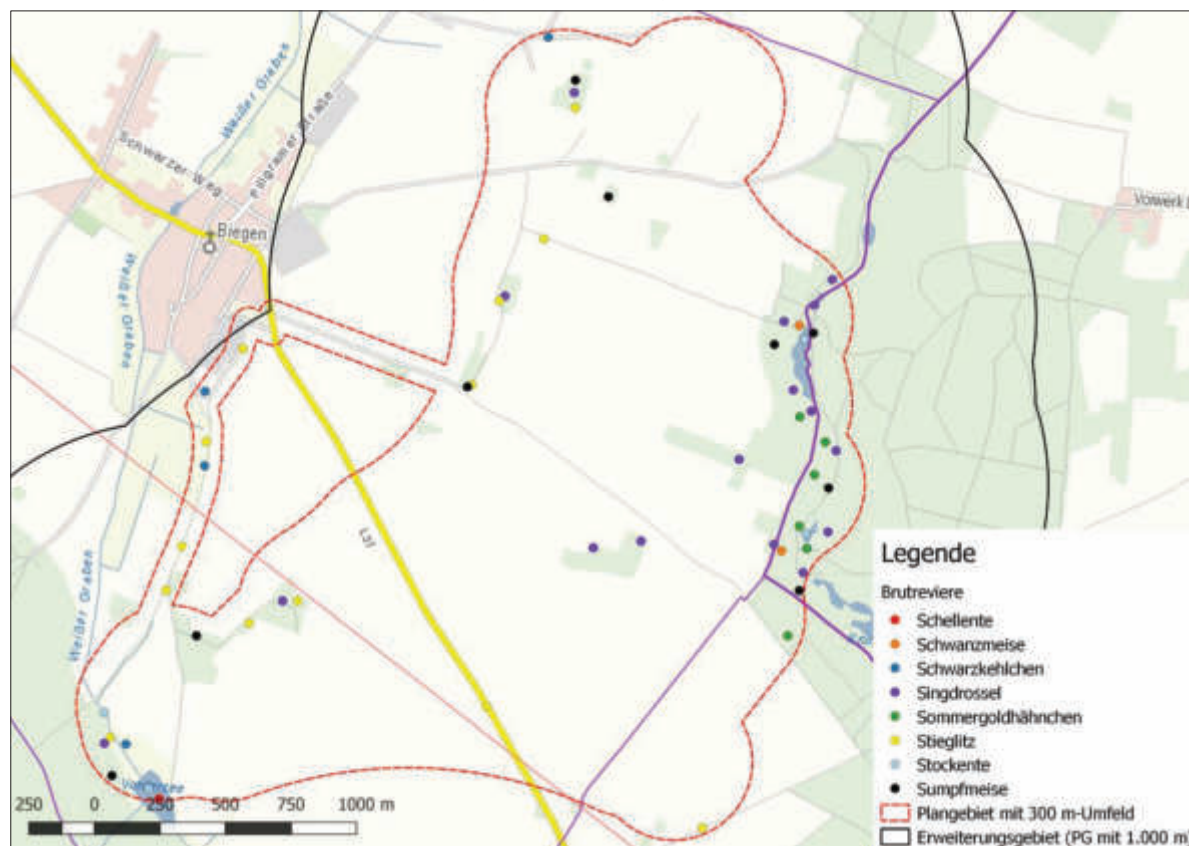 Weißer Graben
Schwarzer Weg
Pilgramer Straße
Biegen
Weißer Graben
Vorwerk
L37
Weißer Graben
250 0 250 500 750 1000 m
Legende
Brutreviere
Schellente
Schwanzmeise
Schwarzkehlchen
Singdrossel
Sommergoldhähnchen
Stieglitz
Stockente
Sumpfmeise
Plangebiet mit 300 m-Umfeld
Erweiterungsgebiet (PG mit 1.000 m)